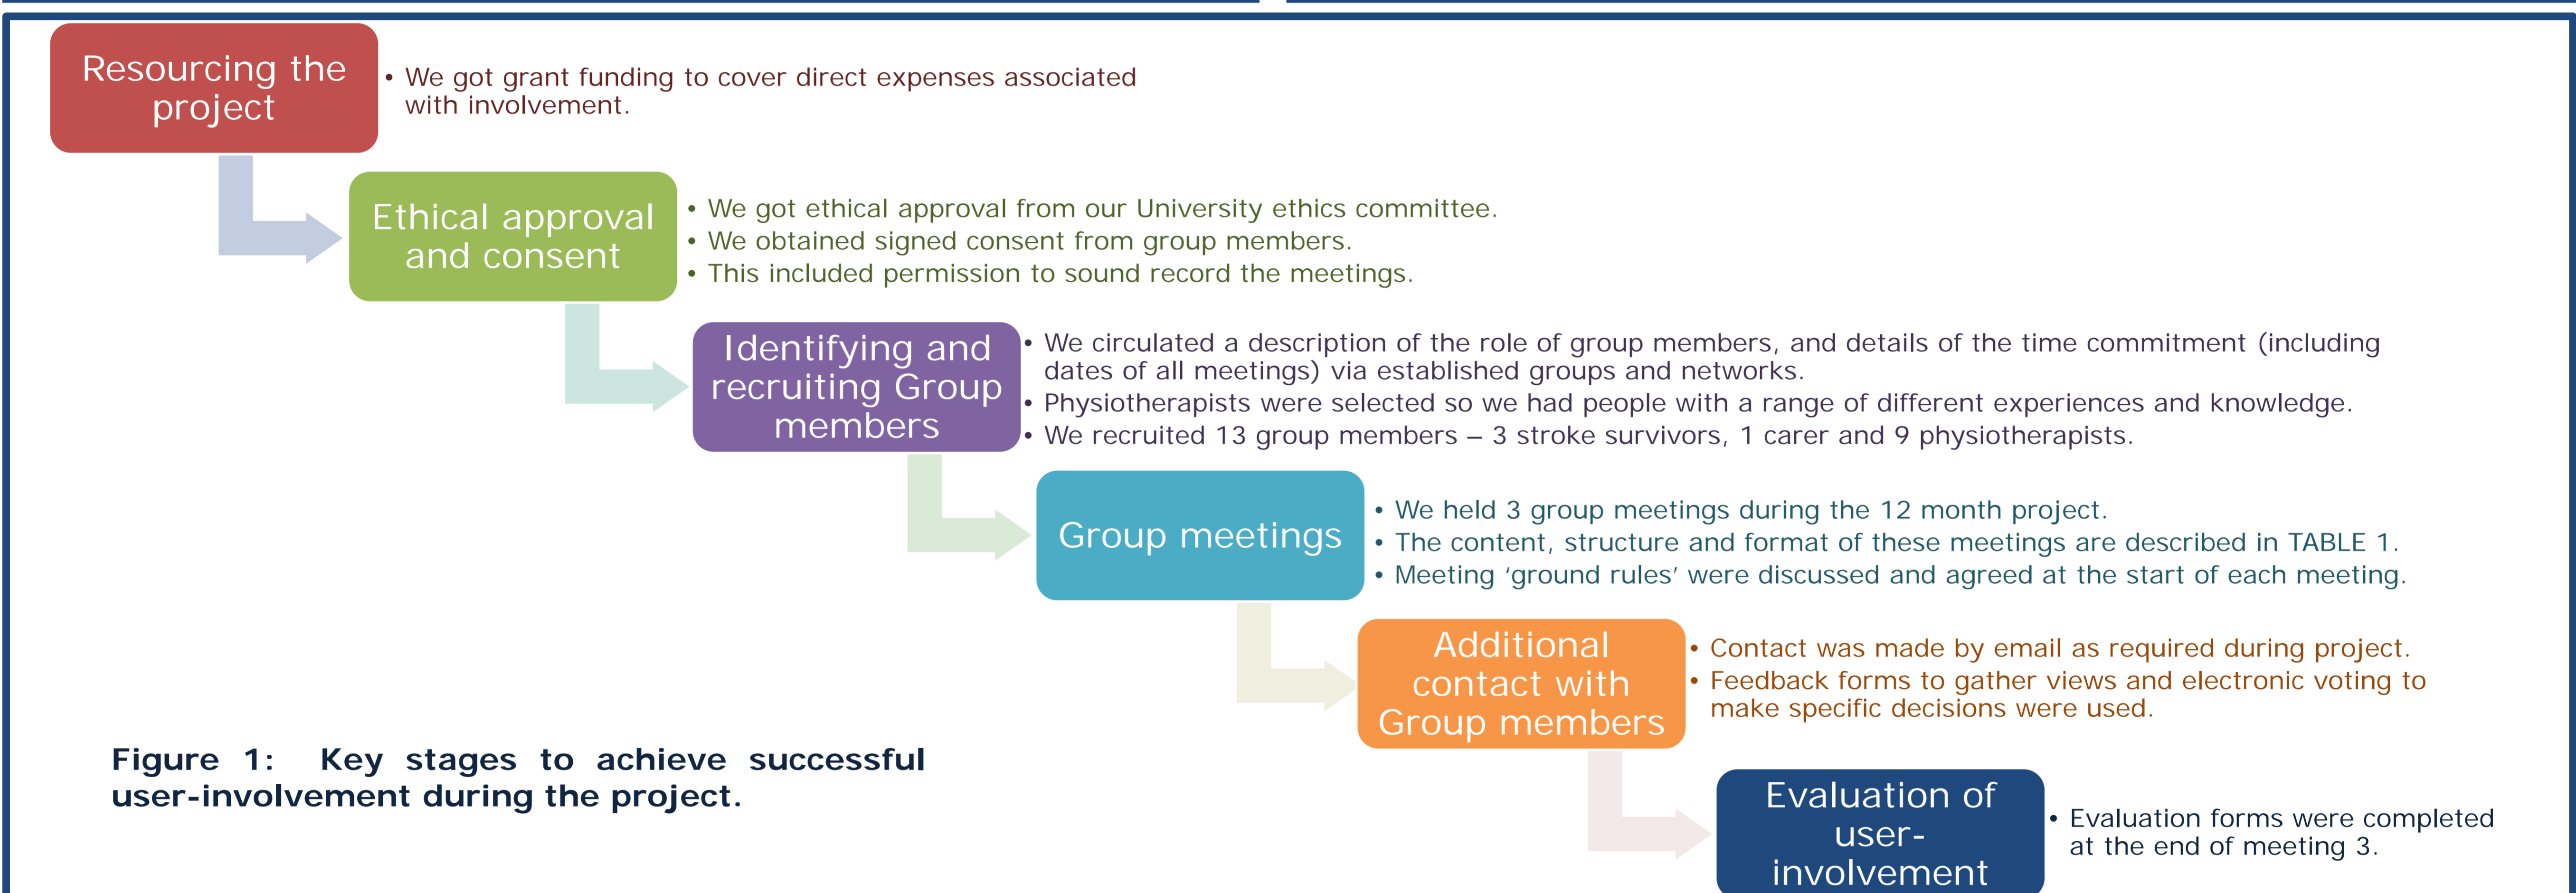 Resourcing the
project
• We got grant funding to cover direct expenses associated
with involvement.
Ethical approval
and consent
• We got ethical approval from our University ethics committee.
• We obtained signed consent from group members.
• This included permission to sound record the meetings.
Identifying and
recruiting Group
members
• We circulated a description of the role of group members, and details of the time commitment (including
dates of all meetings) via established groups and networks.
• Physiotherapists were selected so we had people with a range of different experiences and knowledge.
• We recruited 13 group members – 3 stroke survivors, 1 carer and 9 physiotherapists.
Group meetings
• We held 3 group meetings during the 12 month project.
• The content, structure and format of these meetings are described in TABLE 1.
• Meeting ‘ground rules’ were discussed and agreed at the start of each meeting.
Additional
contact with
Group members
• Contact was made by email as required during project.
• Feedback forms to gather views and electronic voting to
make specific decisions were used.
Evaluation of
user-
involvement
• Evaluation forms were completed
at the end of meeting 3.
Figure 1: Key stages to achieve successful
user-involvement during the project.